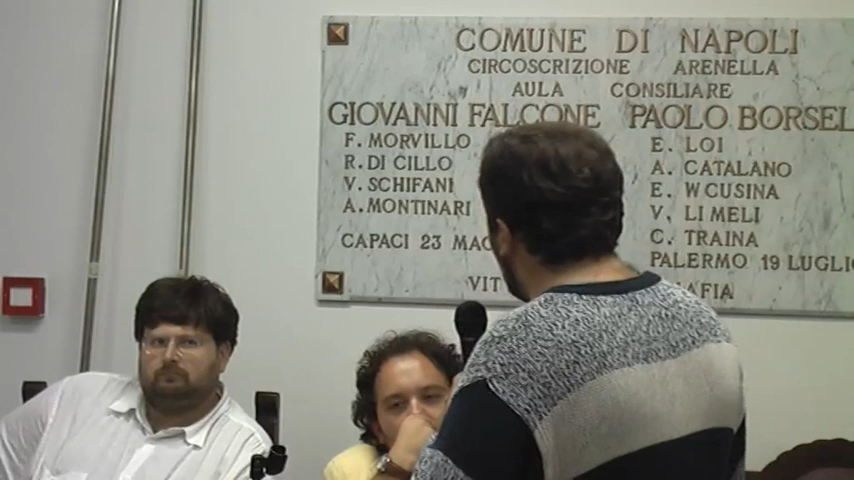 COMUNE DI NAPOLI
CIRCOSCRIZIONE ARENELLA
AULA CONSILIARE
GIOVANNI FALCONE PAOLO BORSEL
F. MORVILLO E. LOI
R. DI CILLO A. CATALANO
V. SCHIFANI E. W CUSINA
A. MONTINARI V. LI MELI
C. TRAINA
CAPACI 23 MAG PALERMO 19 LUGLIO
VIT AFIA